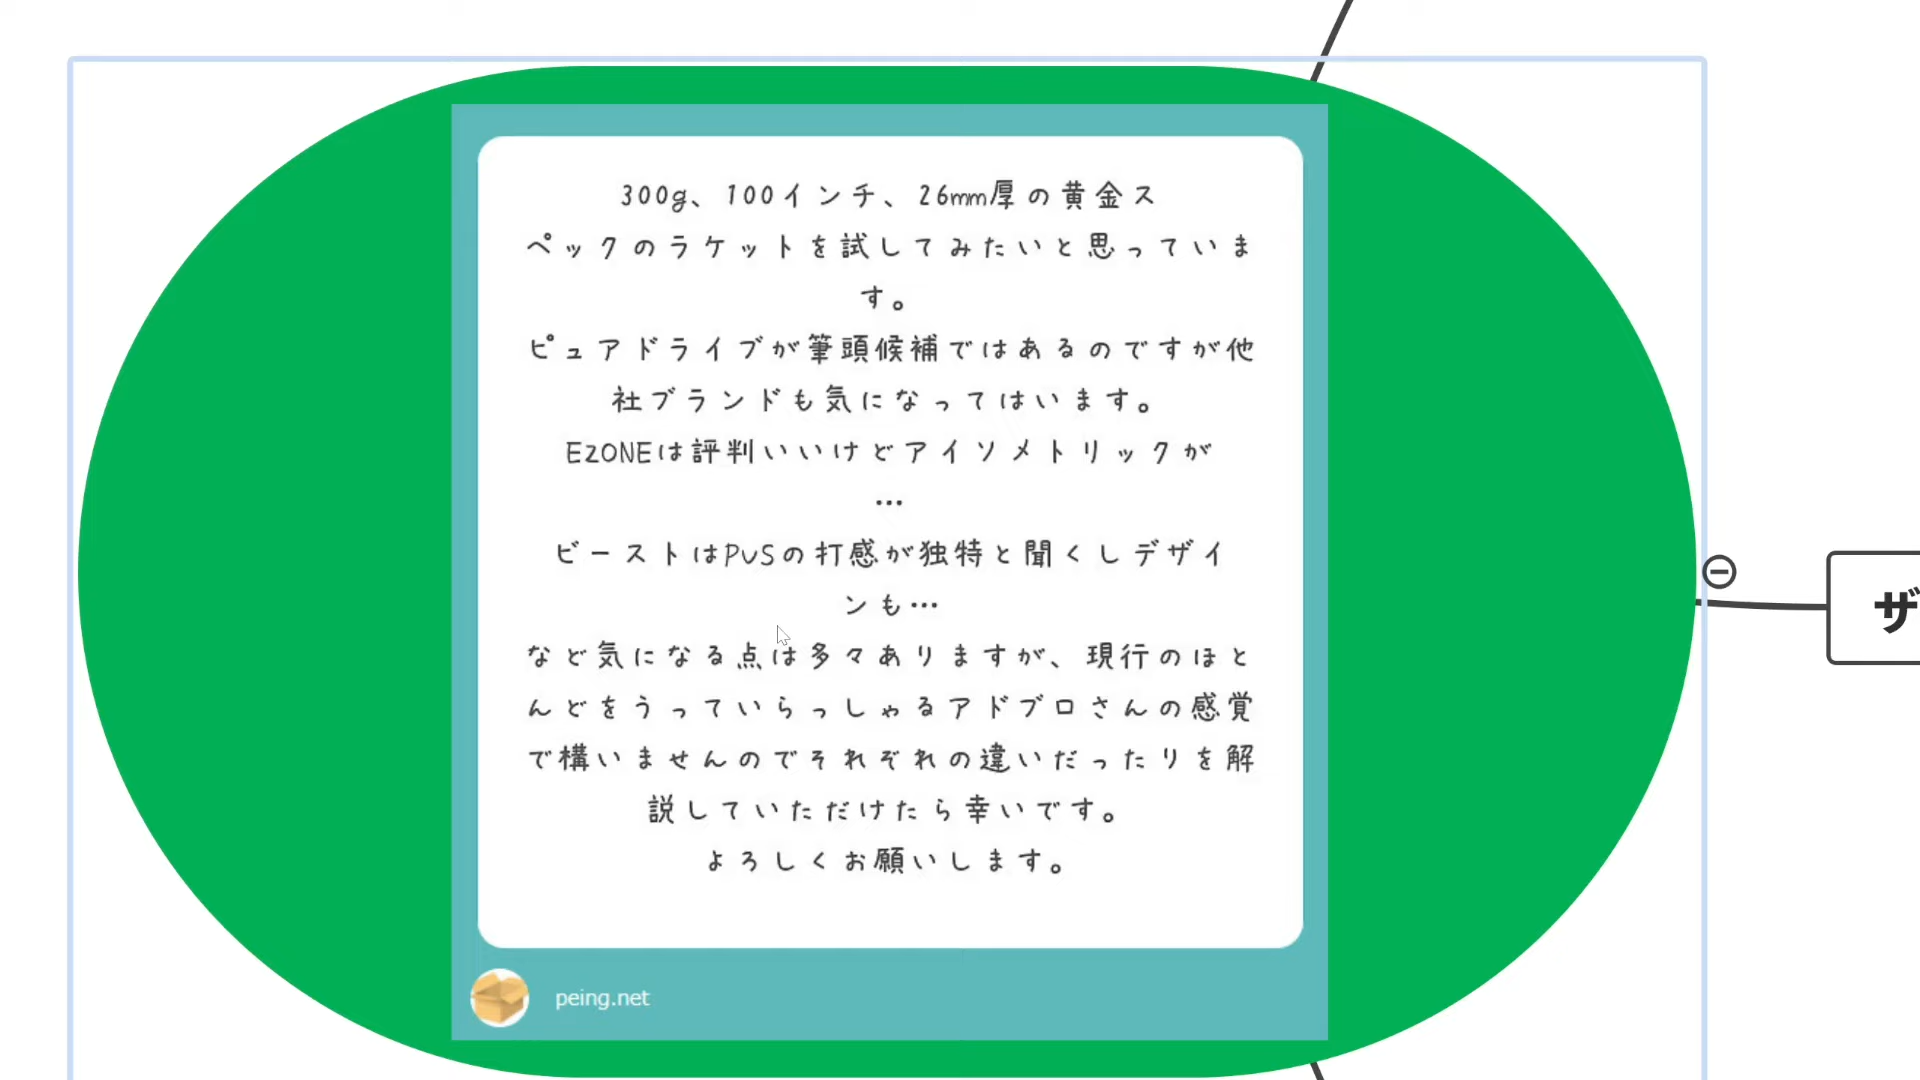 300g、100インチ、26mm厚の黄金ス
ペックのラケットを試してみたいと思っていま
す。
ピュアドライブが筆頭候補ではあるのですが他
社ブランドも気になってはいます。
EZONEは評判いいけどアイソメトリックが
…
ビーストはPVSの打感が独特と聞くしデザイ
ンも…
など気になる点は多々ありますが、現行のほと
んどをうっていらっしゃるアドブロさんの感覚
で構いませんのでそれぞれの違いだったりを解
説していただけたら幸いです。
よろしくお願いします。
peing.net
ザ